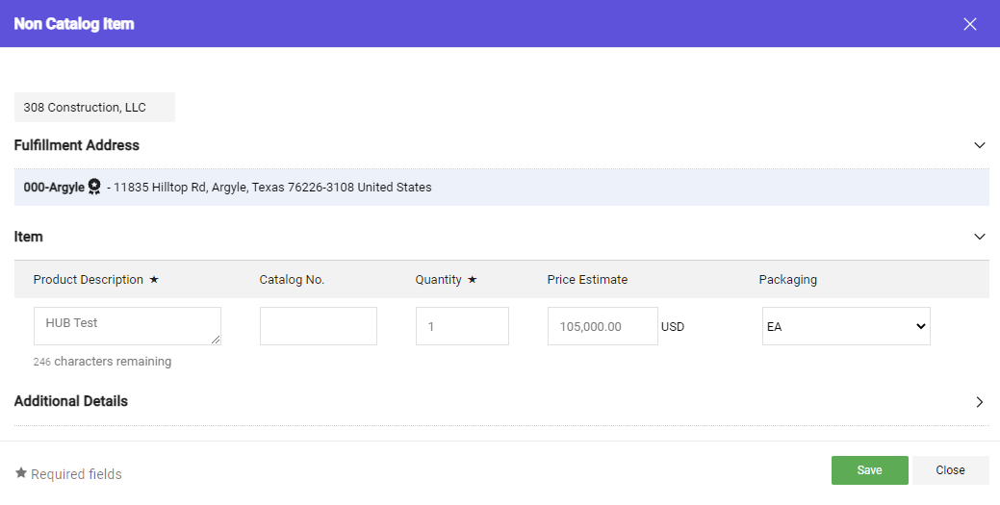 Non Catalog Item
308 Construction, LLC
Fulfillment Address
000-Argyle - 11835 Hilltop Rd, Argyle, Texas 76226-3108 United States
Item
Product Description ★ Catalog No. Quantity ★ Price Estimate Packaging
HUB Test 1 105,000.00 USD EA
246 characters remaining
Additional Details
★ Required fields Save Close